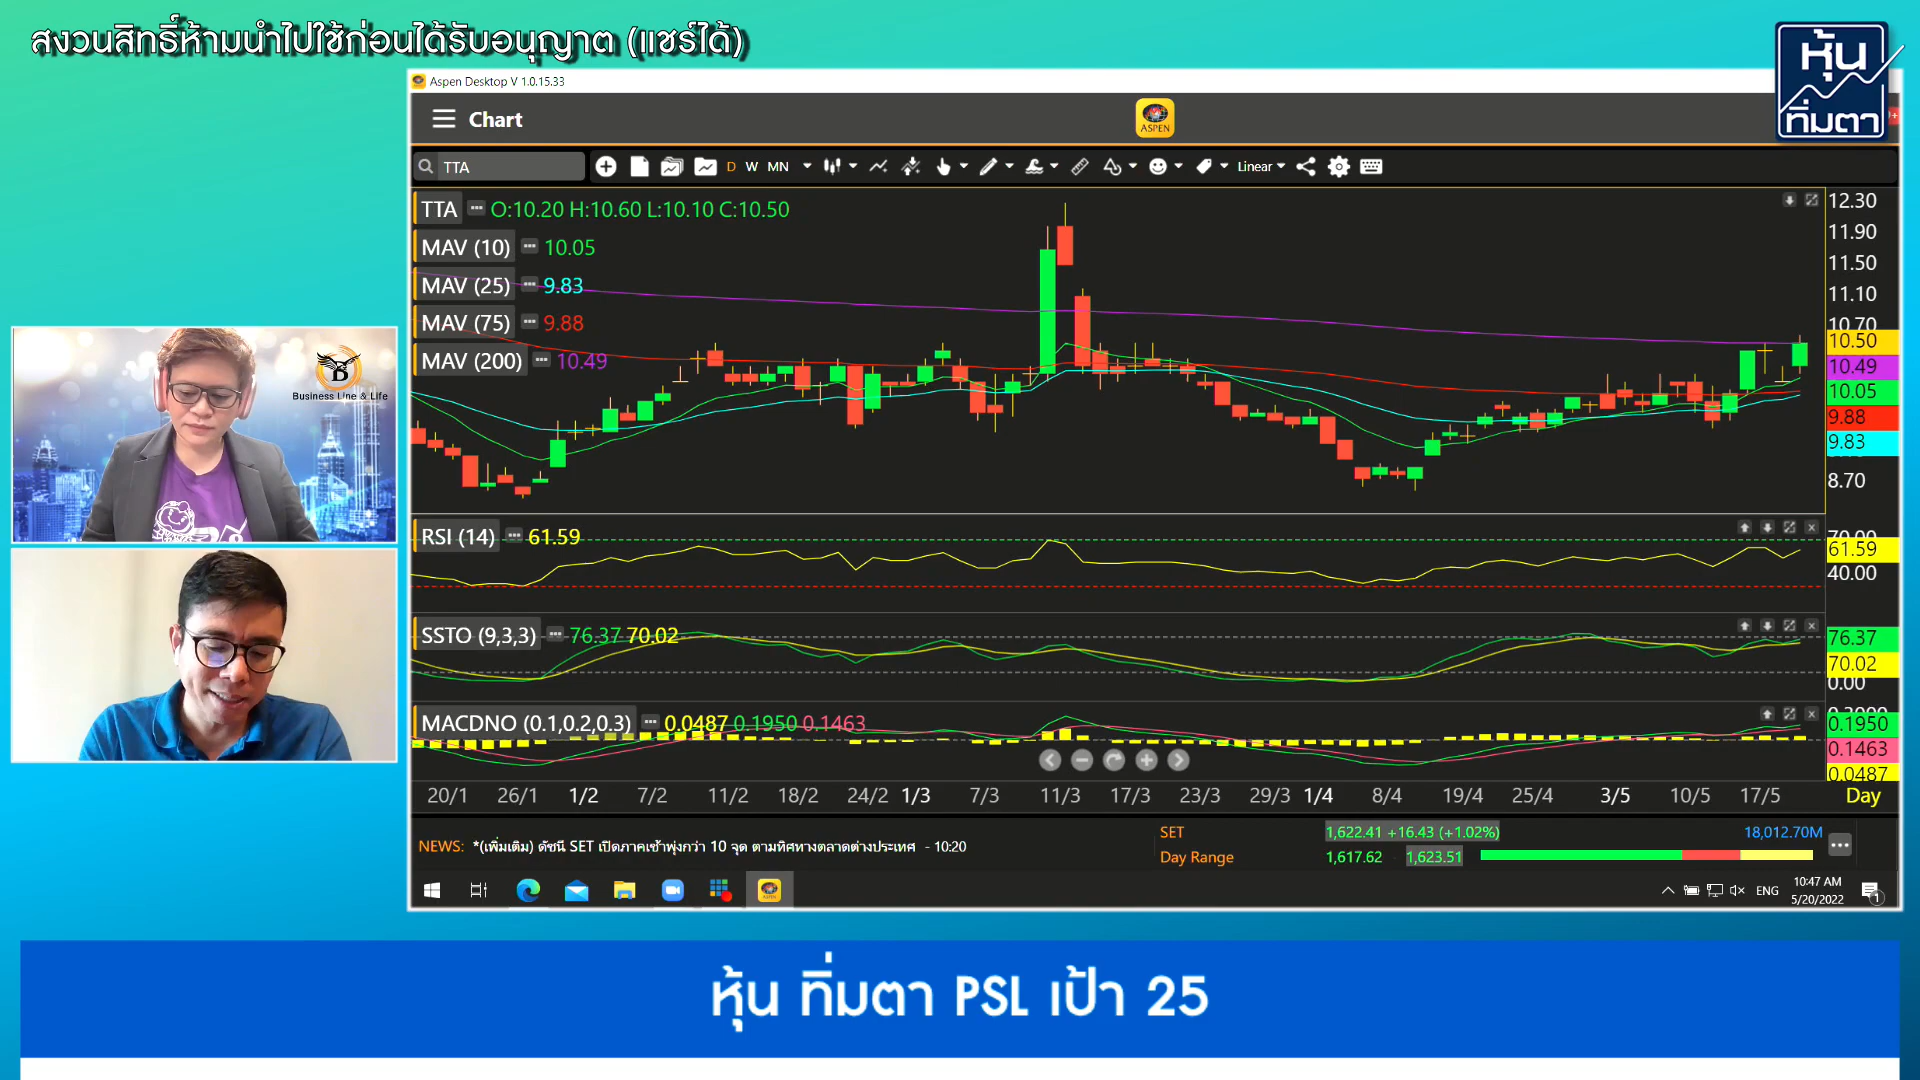 สงวนสิทธิ์ห้ามนำไปใช้ก่อนได้รับอนุญาต (แชร์ได้)
หุ้น
ทิ่มตา
Aspen Desktop V 1.0.15.33
Chart
ASPEN
TTA
D W MN
Linear
TTA O:10.20 H:10.60 L:10.10 C:10.50
MAV (10) 10.05
MAV (25) 9.83
MAV (75) 9.88
MAV (200) 10.49
12.30
11.90
11.50
11.10
10.70
10.50
10.49
10.05
9.88
9.83
8.70
D
Business Line & Life
RSI (14) 61.59
70.00
61.59
40.00
SSTO (9,3,3) 76.37 70.02
76.37
70.02
0.00
MACDNO (0.1,0.2,0.3) 0.0487 0.1950 0.1463
0.1950
0.1463
0.0487
20/1 26/1 1/2 7/2 11/2 18/2 24/2 1/3 7/3 11/3 17/3 23/3 29/3 1/4 8/4 19/4 25/4 3/5 10/5 17/5 Day
NEWS: *(เพิ่มเติม) ดัชนี SET เปิดภาคเช้าพุ่งกว่า 10 จุด ตามทิศทางตลาดต่างประเทศ - 10:20
SET 1,622.41 +16.43 (+1.02%) 18,012.70M
Day Range 1,617.62 - 1,623.51
ENG
10:47 AM
5/20/2022
1
หุ้น ทิ่มตา PSL เป้า 25